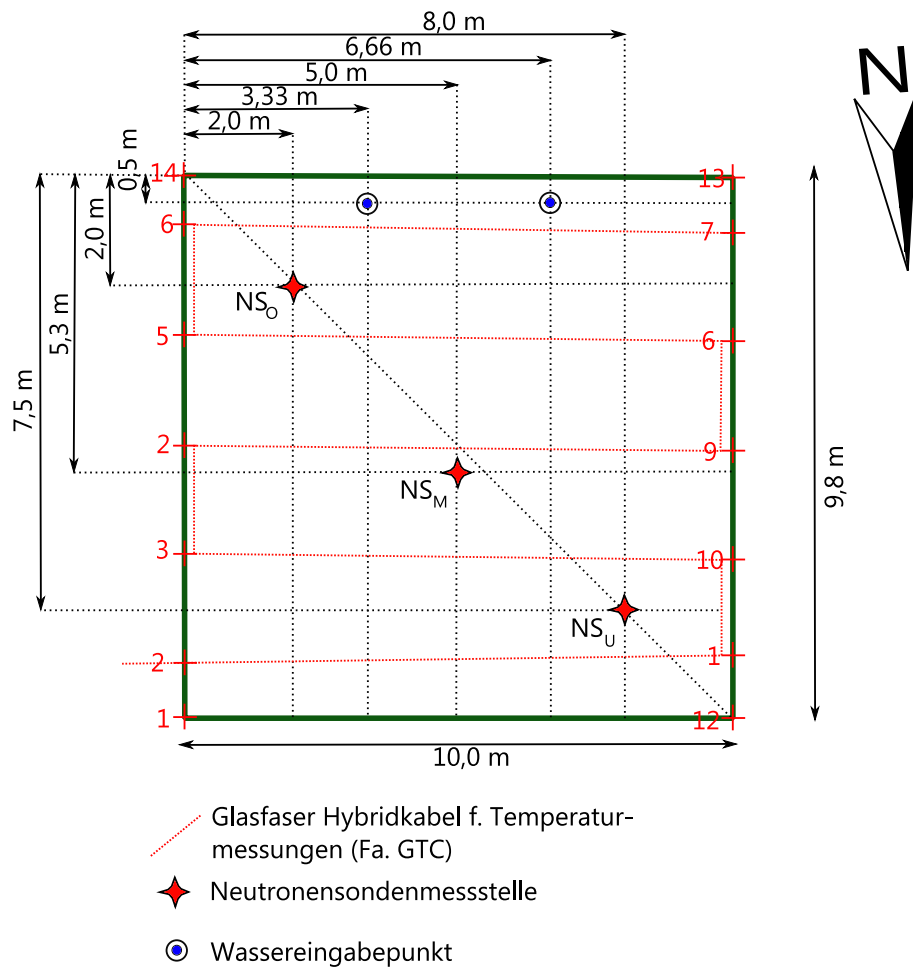 8,0 m
6,66 m
5,0 m
3,33 m
2,0 m
N
0,5 m
2,0 m
5,3 m
7,5 m
14
13
6
7
NSO
5
6
2
9
NSM
9,8 m
3
10
NSU
2
1
1
12
10,0 m
Glasfaser Hybridkabel f. Temperatur-
messungen (Fa. GTC)
Neutronensondenmessstelle
Wassereingabepunkt